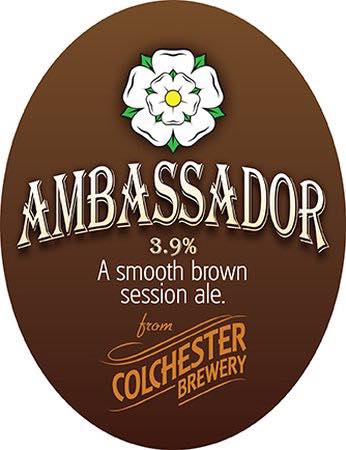 AMBASSADOR
3.9%
A smooth brown
session ale.
from
COLCHESTER
BREWERY